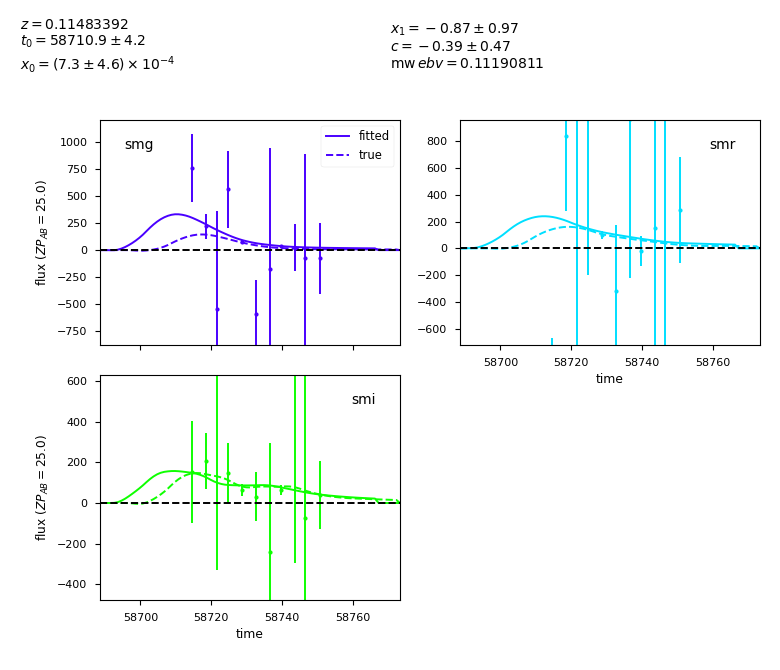 z = 0.11483392
t0 = 58710.9 ± 4.2
x0 = (7.3 ± 4.6) × 10^−4
x1 = −0.87 ± 0.97
c = −0.39 ± 0.47
mw ebv = 0.11190811
smg
fitted
true
1000
750
500
250
0
−250
−500
−750
flux (ZP_AB = 25.0)
smr
800
600
400
200
0
−200
−400
−600
58700 58720 58740 58760
time
smi
600
400
200
0
−200
−400
flux (ZP_AB = 25.0)
58700 58720 58740 58760
time